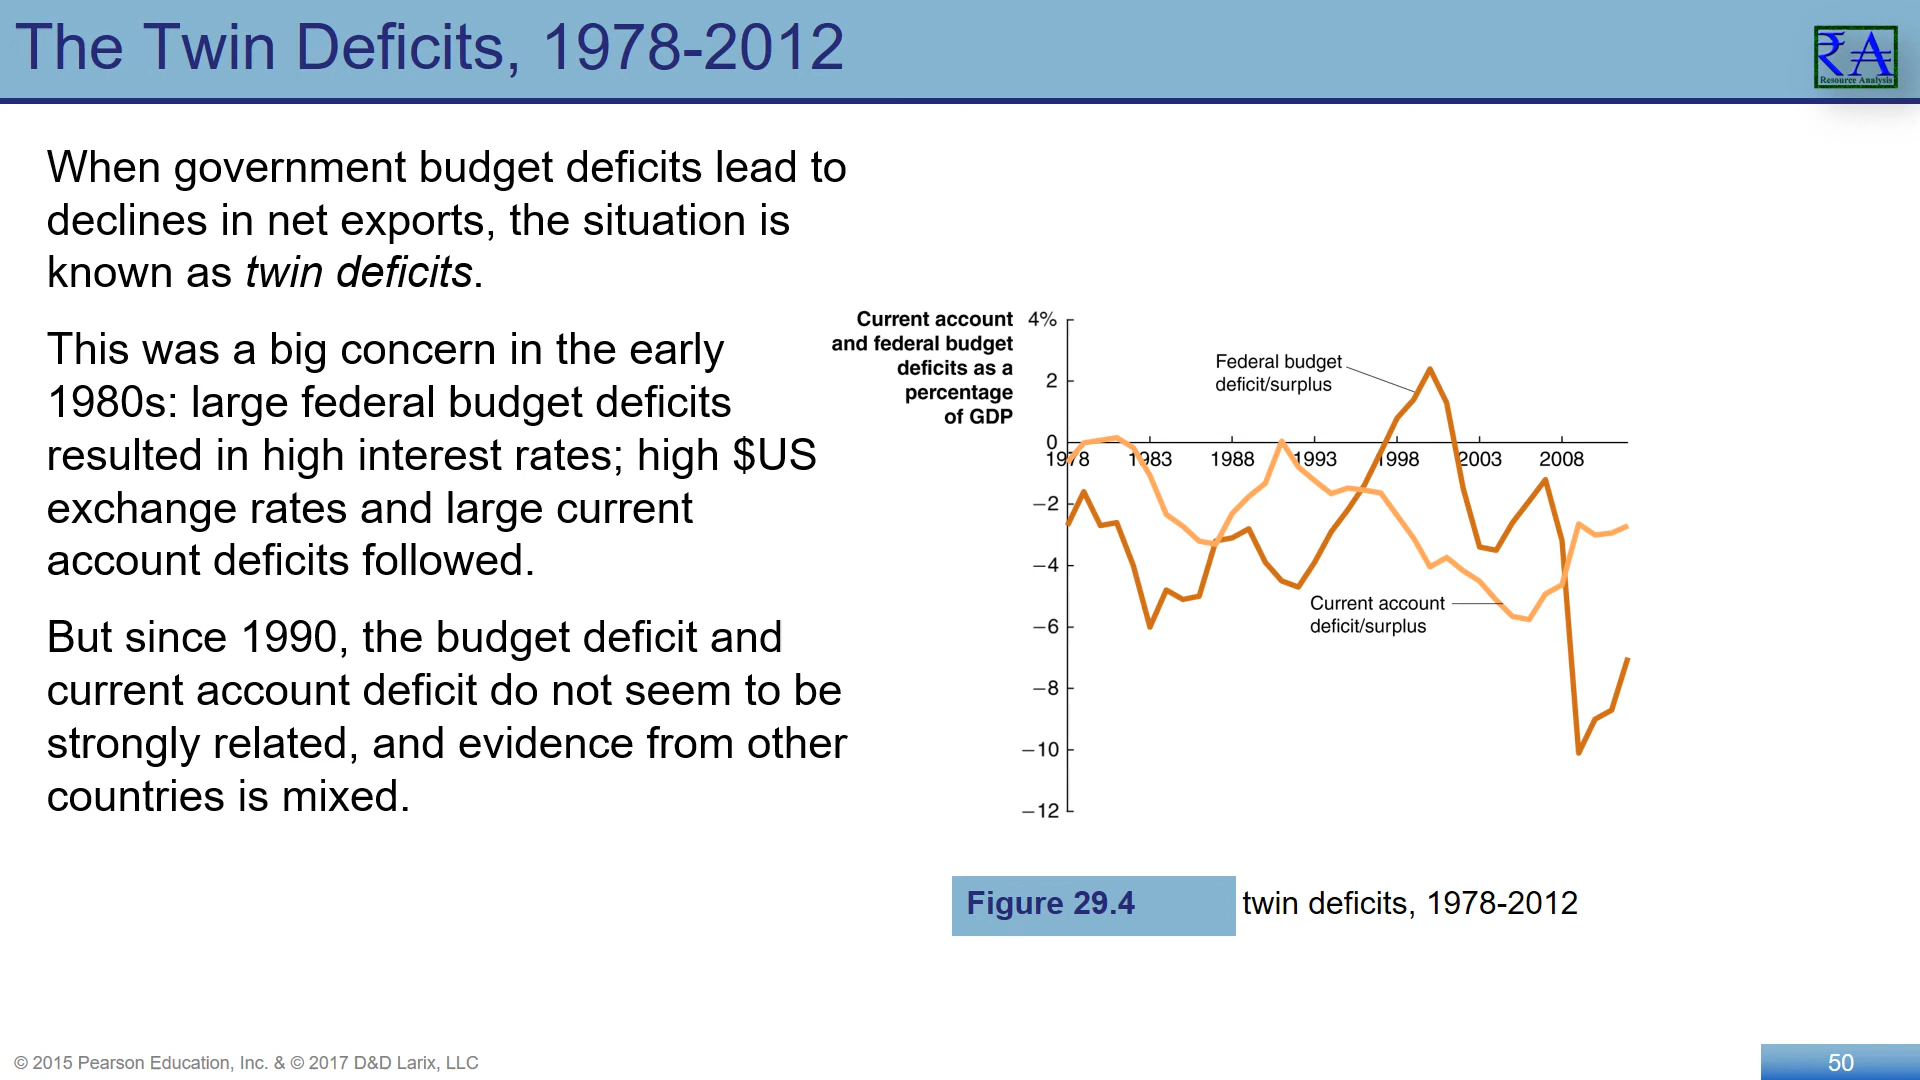 The Twin Deficits, 1978-2012
₹A
Resource Analysis
When government budget deficits lead to
declines in net exports, the situation is
known as twin deficits.
This was a big concern in the early
1980s: large federal budget deficits
resulted in high interest rates; high $US
exchange rates and large current
account deficits followed.
But since 1990, the budget deficit and
current account deficit do not seem to be
strongly related, and evidence from other
countries is mixed.
Current account
and federal budget
deficits as a
percentage
of GDP
4%
2
0
−2
−4
−6
−8
−10
−12
1978 1983 1988 1993 1998 2003 2008
Federal budget
deficit/surplus
Current account
deficit/surplus
Figure 29.4 twin deficits, 1978-2012
© 2015 Pearson Education, Inc. & © 2017 D&D Larix, LLC
50